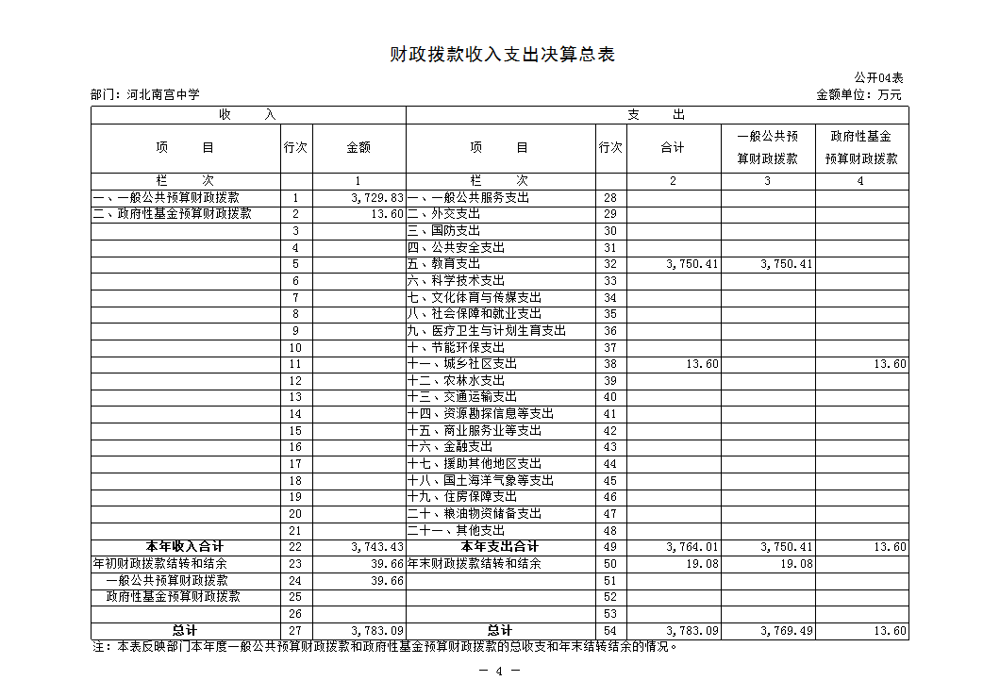 财政拨款收入支出决算总表
公开04表
部门：河北南宫中学 金额单位：万元
收 入 支 出
项 目 行次 金额 项 目 行次 合计 一般公共预算财政拨款 政府性基金预算财政拨款
栏 次 1 栏 次 2 3 4
一、一般公共预算财政拨款 1 3,729.83 一、一般公共服务支出 28
二、政府性基金预算财政拨款 2 13.60 二、外交支出 29
3 三、国防支出 30
4 四、公共安全支出 31
5 五、教育支出 32 3,750.41 3,750.41
6 六、科学技术支出 33
7 七、文化体育与传媒支出 34
8 八、社会保障和就业支出 35
9 九、医疗卫生与计划生育支出 36
10 十、节能环保支出 37
11 十一、城乡社区支出 38 13.60 13.60
12 十二、农林水支出 39
13 十三、交通运输支出 40
14 十四、资源勘探信息等支出 41
15 十五、商业服务业等支出 42
16 十六、金融支出 43
17 十七、援助其他地区支出 44
18 十八、国土海洋气象等支出 45
19 十九、住房保障支出 46
20 二十、粮油物资储备支出 47
21 二十一、其他支出 48
本年收入合计 22 3,743.43 本年支出合计 49 3,764.01 3,750.41 13.60
年初财政拨款结转和结余 23 39.66 年末财政拨款结转和结余 50 19.08 19.08
一般公共预算财政拨款 24 39.66 51
政府性基金预算财政拨款 25 52
26 53
总计 27 3,783.09 总计 54 3,783.09 3,769.49 13.60
注：本表反映部门本年度一般公共预算财政拨款和政府性基金预算财政拨款的总收支和年末结转结余的情况。
— 4 —